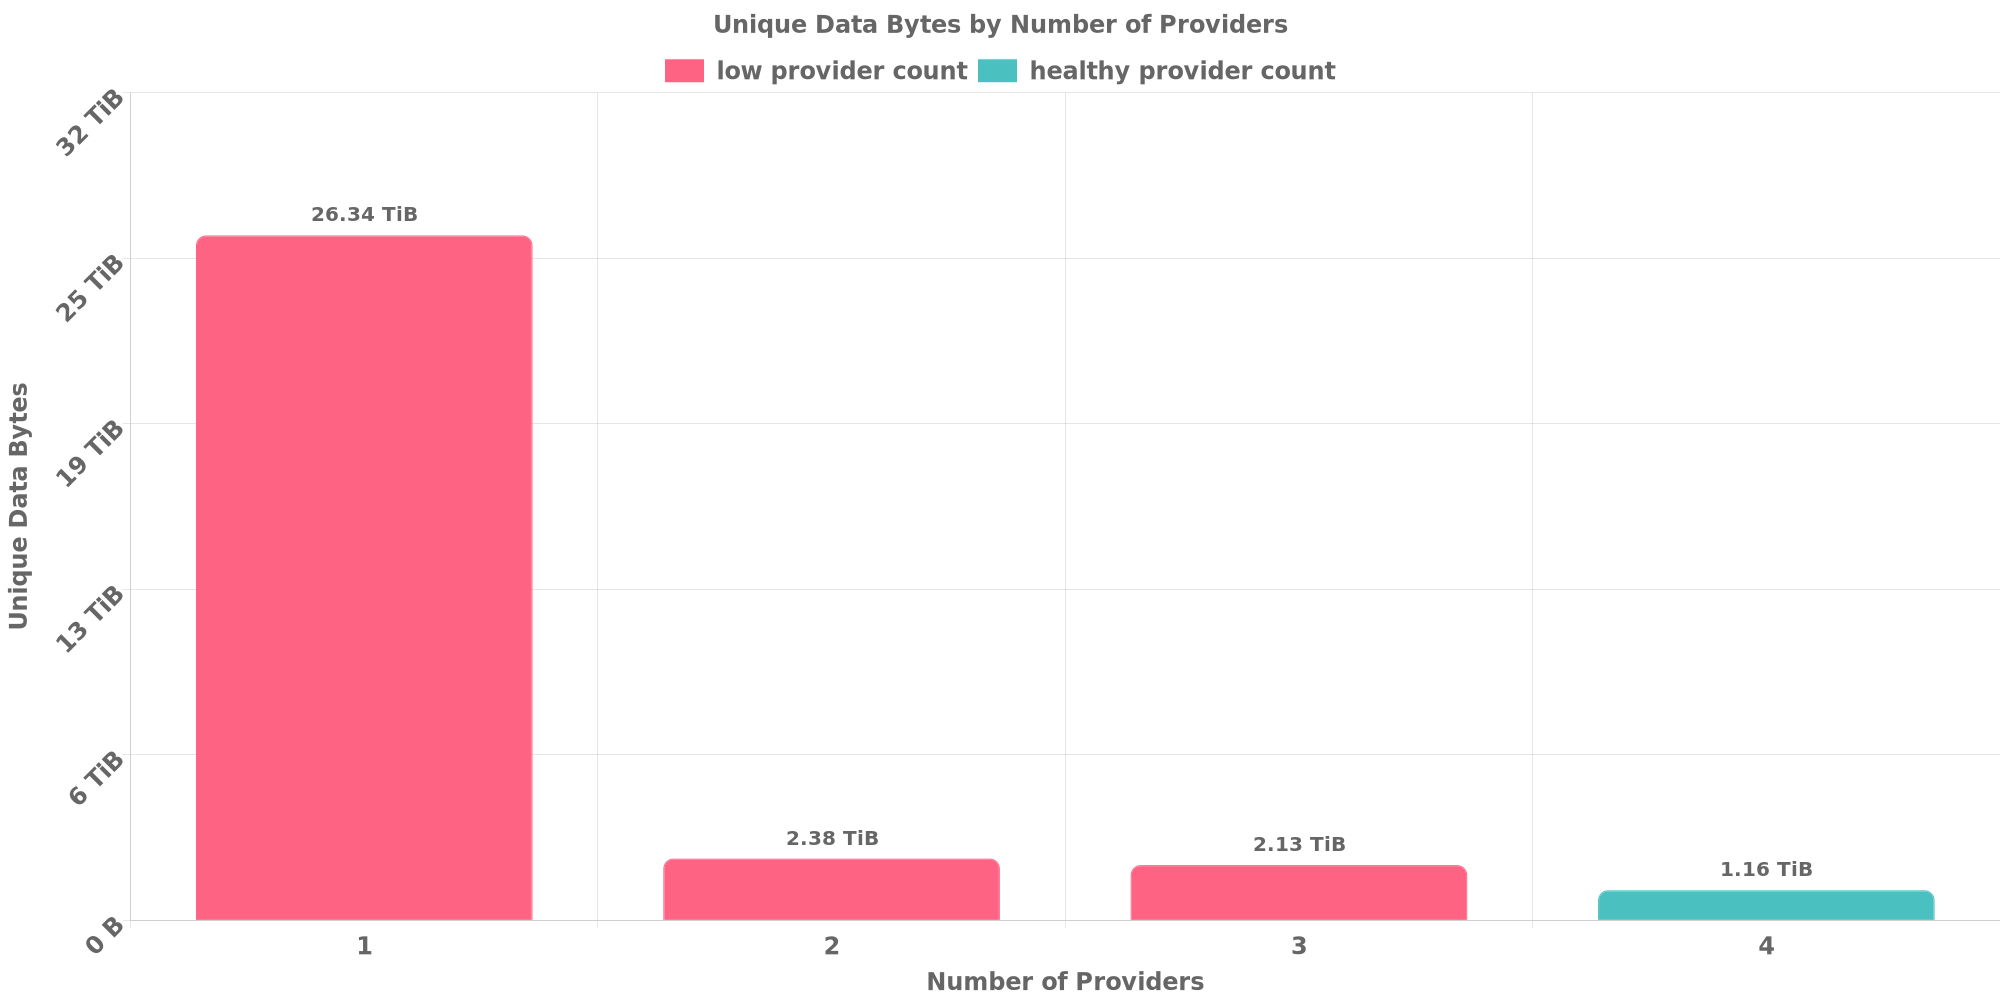 Unique Data Bytes by Number of Providers
low provider count healthy provider count
32 TiB
25 TiB
19 TiB
13 TiB
6 TiB
0 B
Unique Data Bytes
26.34 TiB
2.38 TiB
2.13 TiB
1.16 TiB
1 2 3 4
Number of Providers